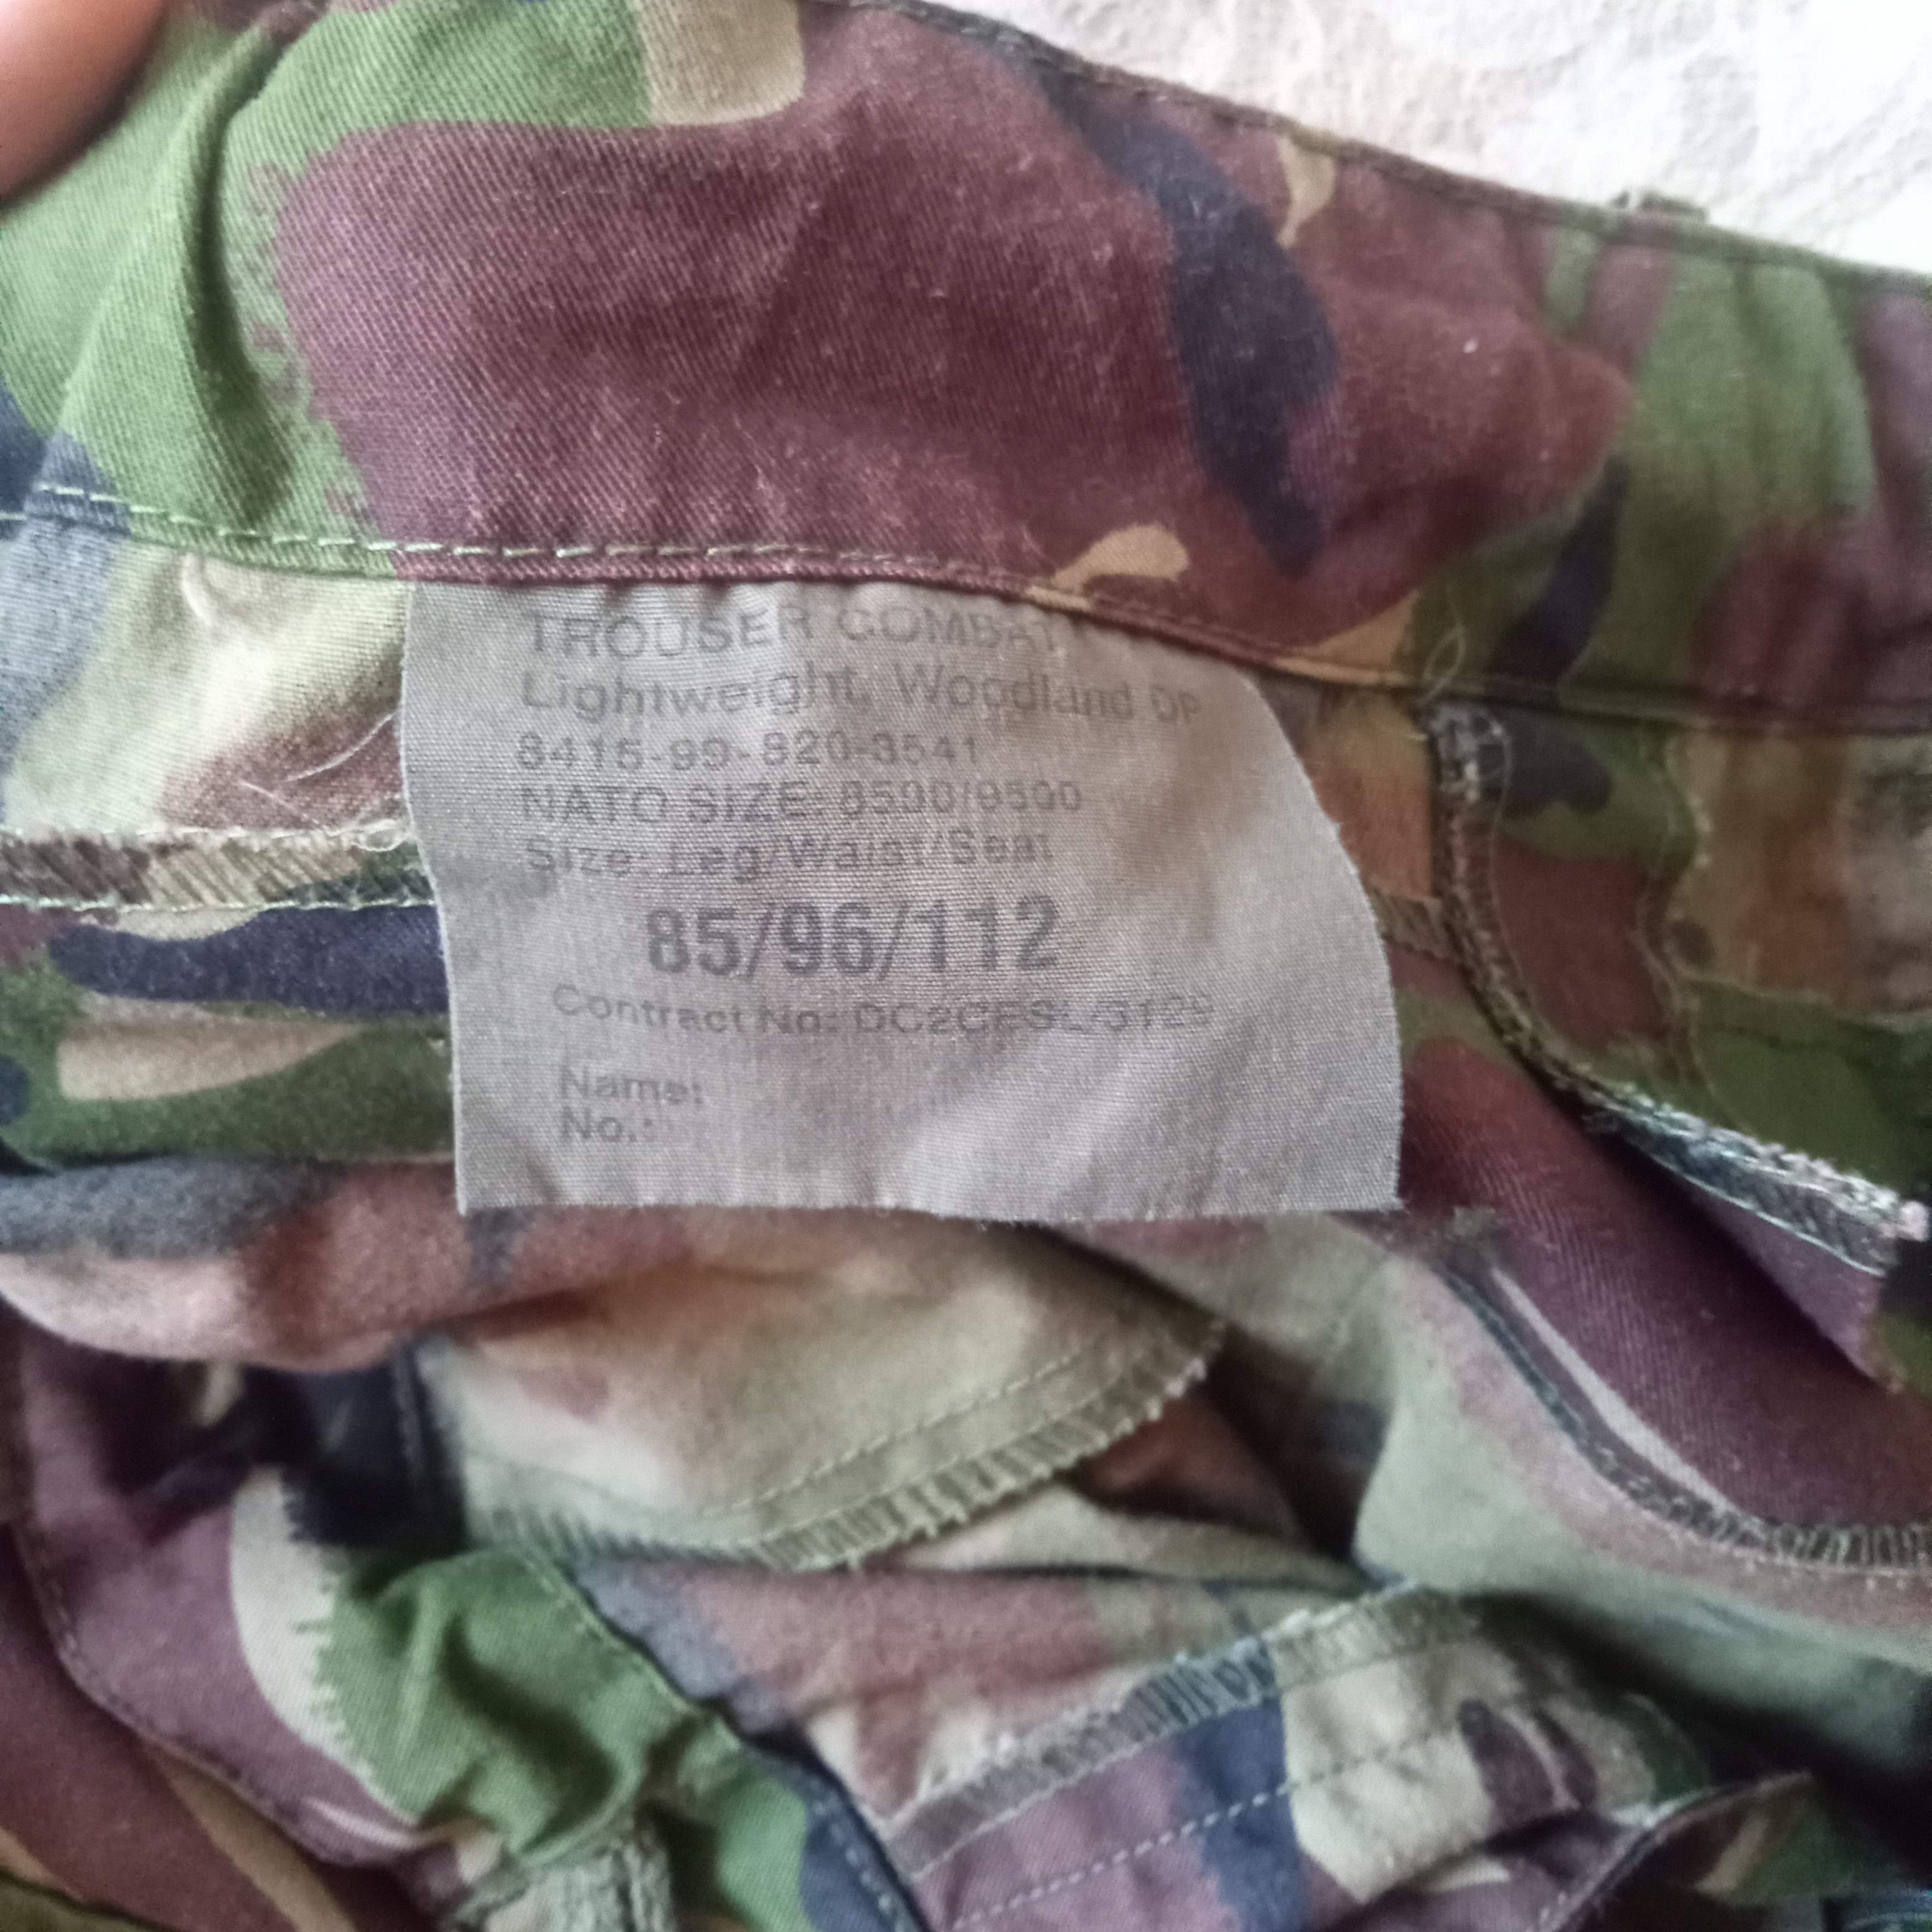 TROUSER COMBAT
Lightweight, Woodland DP
8415-99-820-3541
NATO SIZE: 8590/9500
Size: Leg/Waist/Seat
85/96/112
Contract No:
Name:
No.: